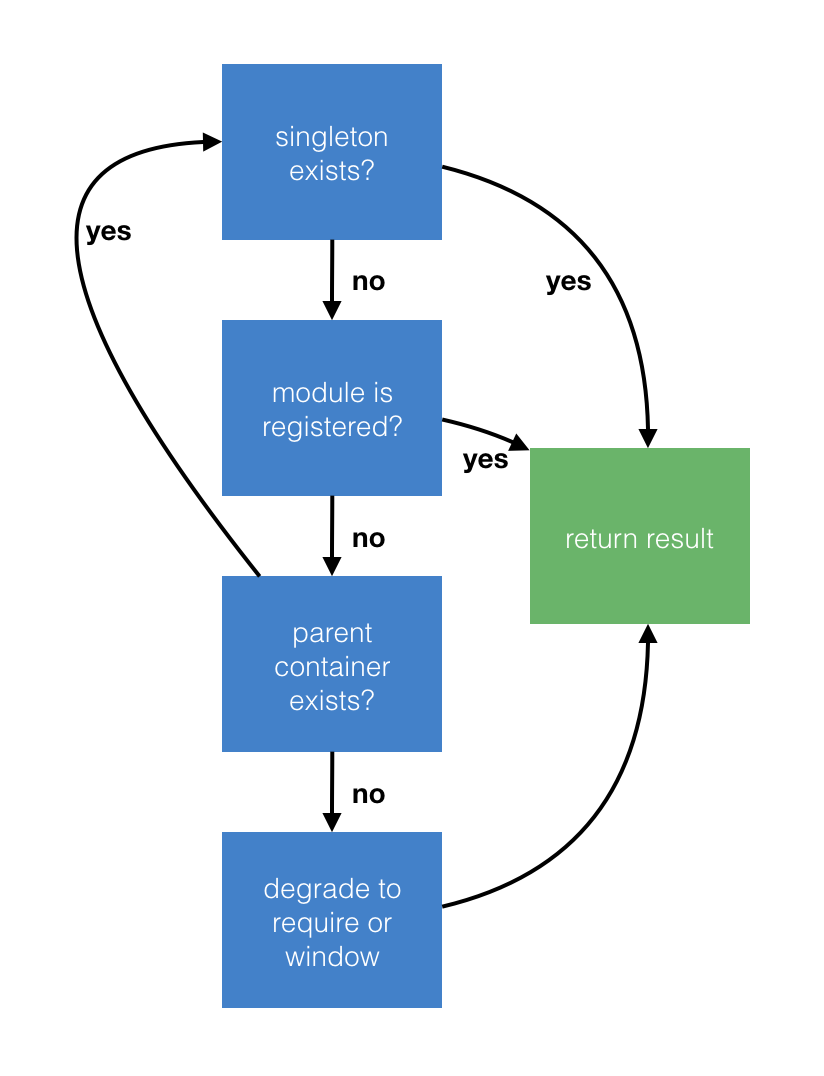 singleton
exists?
yes
no
yes
module is
registered?
yes
no
return result
parent
container
exists?
no
degrade to
require or
window